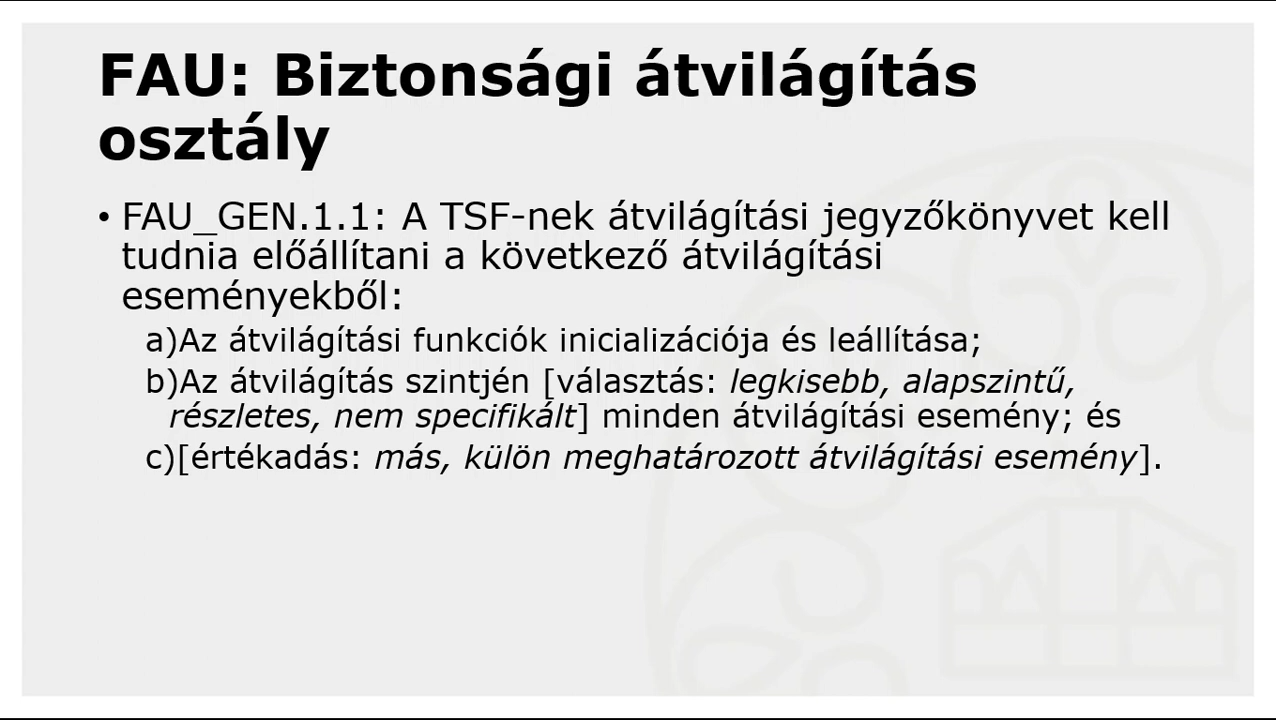 FAU: Biztonsági átvilágítás
osztály
• FAU_GEN.1.1: A TSF-nek átvilágítási jegyzőkönyvet kell
tudnia előállítani a következő átvilágítási
eseményekből:
a)Az átvilágítási funkciók inicializációja és leállítása;
b)Az átvilágítás szintjén [választás: legkisebb, alapszintű,
részletes, nem specifikált] minden átvilágítási esemény; és
c)[értékadás: más, külön meghatározott átvilágítási esemény].